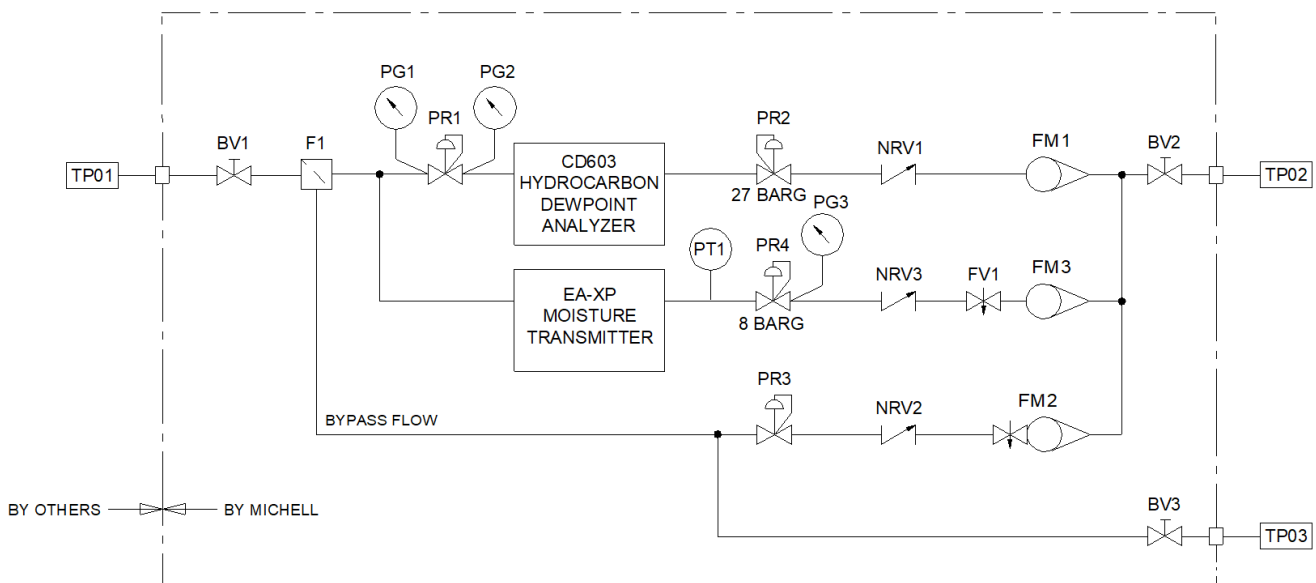 PG1
PG2
PR1
PR2
BV1
F1
CD603
HYDROCARBON
DEWPOINT
ANALYZER
NRV1
FM1
BV2
TP01
TP02
27 BARG
PG3
PT1
PR4
EA-XP
MOISTURE
TRANSMITTER
NRV3
FV1
FM3
8 BARG
PR3
NRV2
FM2
BYPASS FLOW
BY OTHERS
BY MICHELL
BV3
TP03